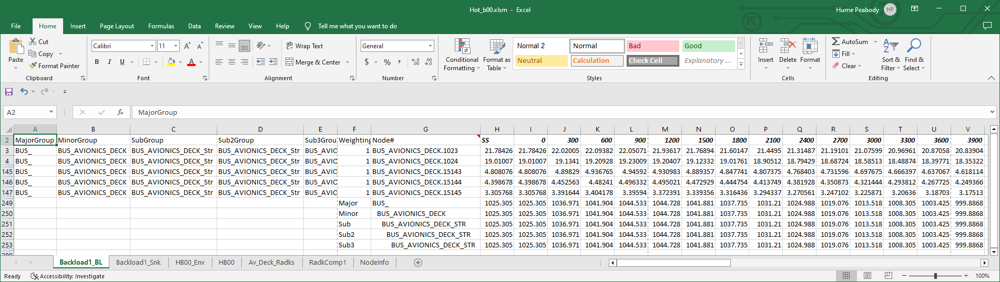 Hot_b00.xlsm - Excel
Hume Peabody HP
File Home Insert Page Layout Formulas Data Review View Help Tell me what you want to do
Paste
Cut
Copy
Format Painter
Clipboard
Calibri 11
B I U A
Font
Wrap Text
Merge & Center
Alignment
General
$ % ,
Number
Conditional Formatting
Format as Table
Normal 2 Normal Bad Good
Neutral Calculation Check Cell Explanatory ...
Styles
Insert Delete Format
Cells
AutoSum
Fill
Clear
Sort & Filter
Find & Select
Editing
A2 fx MajorGroup
A B C D E F G H I J K L M N O P Q R S T U V
2 MajorGroup MinorGroup SubGroup Sub2Group Sub3Grou Weighting Node# SS 0 300 600 900 1200 1500 1800 2100 2400 2700 3000 3300 3600 3900
3 BUS_ BUS_AVIONICS_DECK BUS_AVIONICS_DECK_Str BUS_AVIONICS_DECK_Str BUS_AVIC 1 BUS_AVIONICS_DECK.1023 21.78426 21.78426 22.02005 22.09382 22.05071 21.93617 21.76894 21.60147 21.4495 21.31487 21.19101 21.07599 20.96961 20.87058 20.83904
4 BUS_ BUS_AVIONICS_DECK BUS_AVIONICS_DECK_Str BUS_AVIONICS_DECK_Str BUS_AVIC 1 BUS_AVIONICS_DECK.1024 19.01007 19.01007 19.1341 19.20928 19.23009 19.20407 19.12332 19.01761 18.90512 18.79429 18.68724 18.58513 18.48874 18.39771 18.35322
145 BUS_ BUS_AVIONICS_DECK BUS_AVIONICS_DECK_Str BUS_AVIONICS_DECK_Str BUS_AVIC 1 BUS_AVIONICS_DECK.15143 4.808076 4.808076 4.89829 4.936765 4.94592 4.930983 4.889357 4.847741 4.807375 4.768403 4.731596 4.697675 4.666397 4.637067 4.618114
146 BUS_ BUS_AVIONICS_DECK BUS_AVIONICS_DECK_Str BUS_AVIONICS_DECK_Str BUS_AVIC 1 BUS_AVIONICS_DECK.15144 4.398678 4.398678 4.452563 4.48241 4.496332 4.495021 4.472929 4.444754 4.413749 4.381928 4.350873 4.321444 4.293812 4.267725 4.249366
147 BUS_ BUS_AVIONICS_DECK BUS_AVIONICS_DECK_Str BUS_AVIONICS_DECK_Str BUS_AVIC 1 BUS_AVIONICS_DECK.15145 3.305768 3.305768 3.391644 3.404178 3.39594 3.372391 3.339356 3.316436 3.294337 3.270561 3.247102 3.225871 3.20636 3.18703 3.17513
249 Major BUS_ 1025.305 1025.305 1036.971 1041.904 1044.533 1044.728 1041.881 1037.735 1031.21 1024.988 1019.076 1013.518 1008.305 1003.425 999.8868
250 Minor BUS_AVIONICS_DECK 1025.305 1025.305 1036.971 1041.904 1044.533 1044.728 1041.881 1037.735 1031.21 1024.988 1019.076 1013.518 1008.305 1003.425 999.8868
251 Sub BUS_AVIONICS_DECK_STR 1025.305 1025.305 1036.971 1041.904 1044.533 1044.728 1041.881 1037.735 1031.21 1024.988 1019.076 1013.518 1008.305 1003.425 999.8868
252 Sub2 BUS_AVIONICS_DECK_STR 1025.305 1025.305 1036.971 1041.904 1044.533 1044.728 1041.881 1037.735 1031.21 1024.988 1019.076 1013.518 1008.305 1003.425 999.8868
253 Sub3 BUS_AVIONICS_DECK_STR 1025.305 1025.305 1036.971 1041.904 1044.533 1044.728 1041.881 1037.735 1031.21 1024.988 1019.076 1013.518 1008.305 1003.425 999.8868
Backload1_BL Backload1_Snk HB00_Env HB00 Av_Deck_Radks RadkComp1 NodeInfo
Ready Accessibility: Investigate 100%